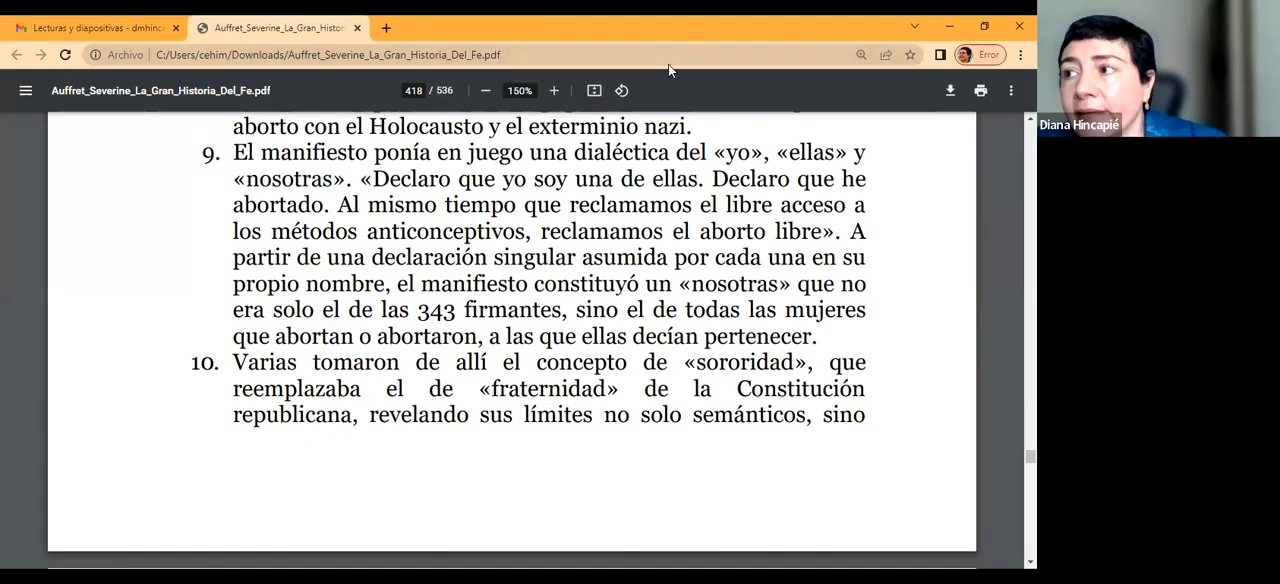 Lecturas y diapositivas - dmhinc
Auffret_Severine_La_Gran_Histori
Archivo
C:/Users/cehim/Downloads/Auffret_Severine_La_Gran_Historia_Del_Fe.pdf
Error
Auffret_Severine_La_Gran_Historia_Del_Fe.pdf
418 / 536
150%
Diana Hincapié
aborto con el Holocausto y el exterminio nazi.
9. El manifiesto ponía en juego una dialéctica del «yo», «ellas» y
«nosotras». «Declaro que yo soy una de ellas. Declaro que he
abortado. Al mismo tiempo que reclamamos el libre acceso a
los métodos anticonceptivos, reclamamos el aborto libre». A
partir de una declaración singular asumida por cada una en su
propio nombre, el manifiesto constituyó un «nosotras» que no
era solo el de las 343 firmantes, sino el de todas las mujeres
que abortan o abortaron, a las que ellas decían pertenecer.
10. Varias tomaron de allí el concepto de «sororidad», que
reemplazaba el de «fraternidad» de la Constitución
republicana, revelando sus límites no solo semánticos, sino